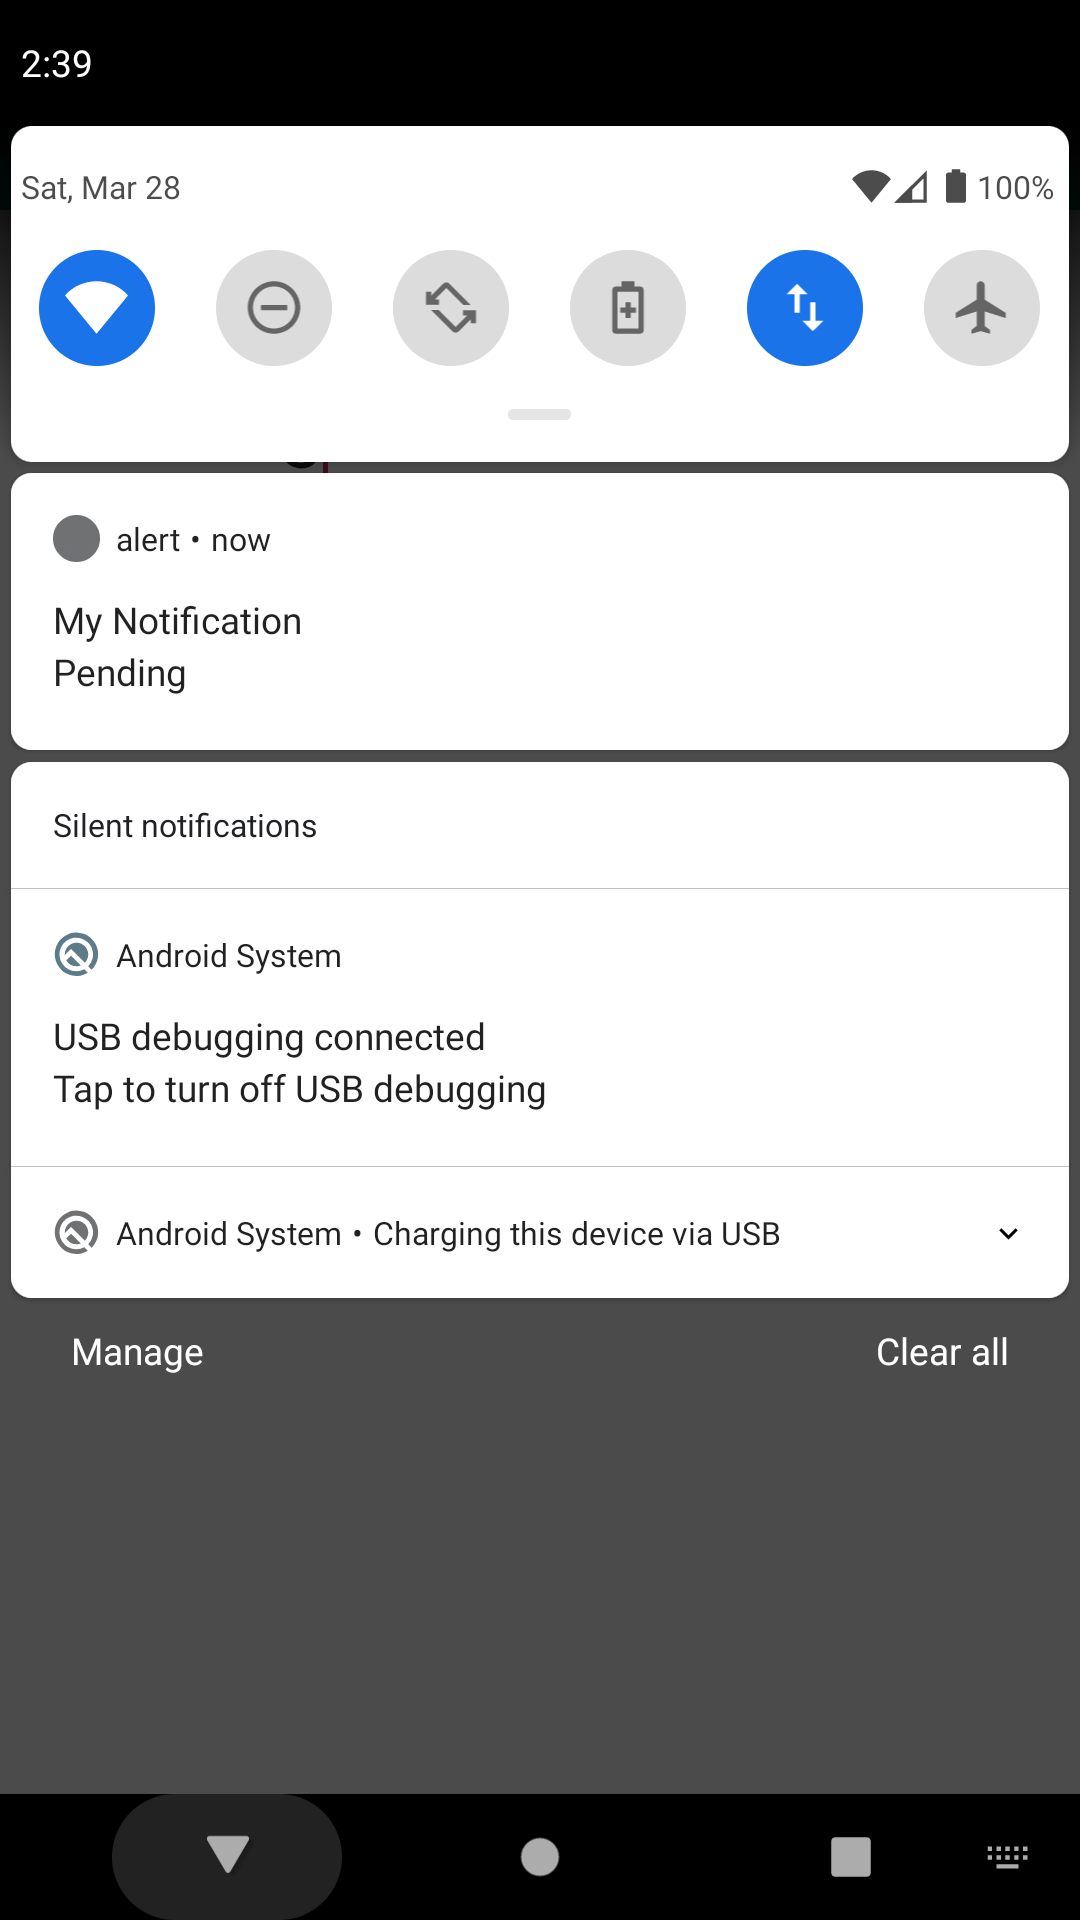 2:39
Sat, Mar 28
100%
alert • now
My Notification
Pending
Silent notifications
Android System
USB debugging connected
Tap to turn off USB debugging
Android System • Charging this device via USB
Manage
Clear all